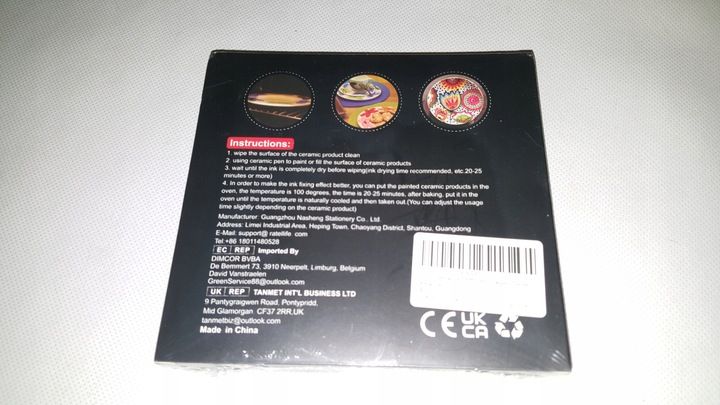 Instructions:
1. wipe the surface of the ceramic product clean
2 using ceramic pen to paint or fill the surface of ceramic products
3. wait until the ink is completely dry before wiping(ink drying time recommended, etc.20-25
minutes or more)
4. In order to make the ink fixing effect better, you can put the painted ceramic products in the
oven, the temperature is 100 degrees, the time is 20-25 minutes, after baking, put it in the
oven until the temperature is naturally cooled and then taken out.(You can adjust the usage
time slightly depending on the ceramic product)
Manufacturer: Guangzhou Nasheng Stationery Co., Ltd.
Address: Limei Industrial Area, Heping Town, Chaoyang District, Shantou, Guangdong
E-Mail: support@ratellife.com
Tel:+86 18011480528
EC REP Imported By
DIMCOR BVBA
De Bemmert 73, 3910 Neerpelt, Limburg, Belgium
David Vanstraelen
GreenService88@outlook.com
UK REP TANMET INT'L BUSINESS LTD
9 Pantygraigwen Road, Pontypridd,
Mid Glamorgan CF37 2RR,UK
tanmetbiz@outlook.com
Made in China
CE UK
CA